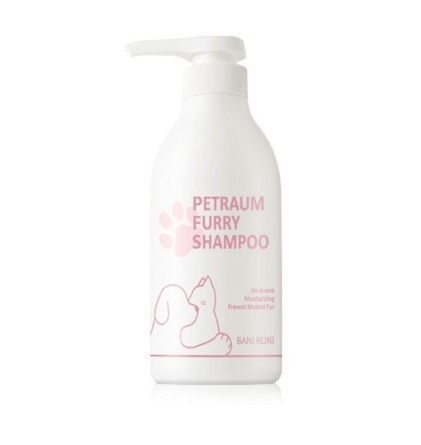 PETRAUM
FURRY
SHAMPOO
All-in-one
Moisturizing
Prevent Matted Fur
BANI RUNI